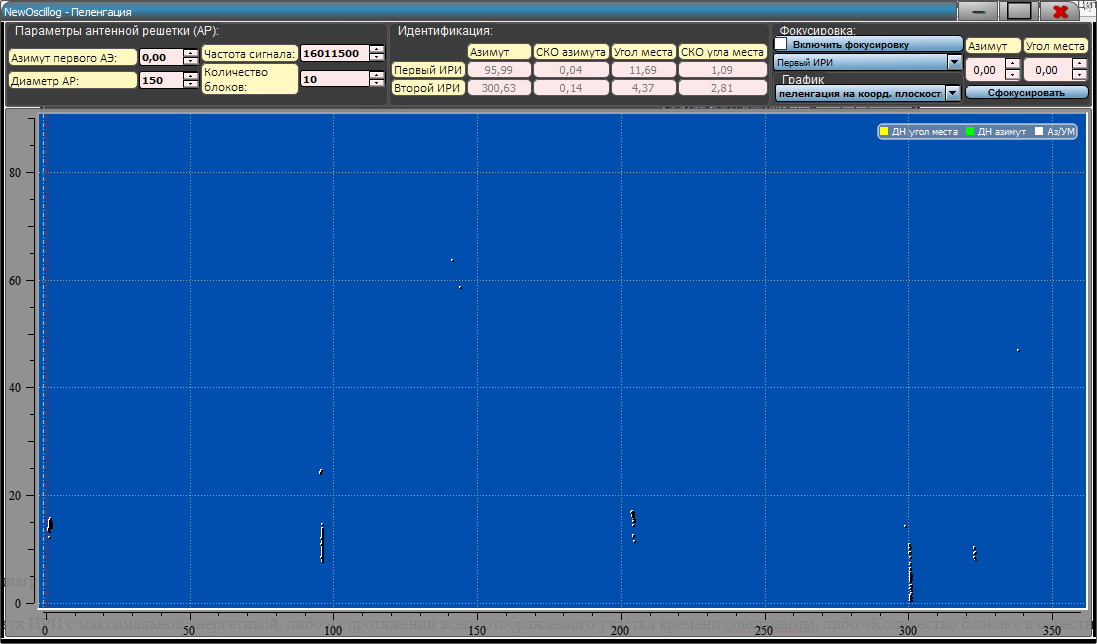 NewOscillog - Пеленгация
Параметры антенной решетки (АР):
Азимут первого АЭ: 0,00 Частота сигнала: 16011500
Диаметр АР: 150 Количество блоков: 10
Идентификация:
Азимут СКО азимута Угол места СКО угла места
Первый ИРИ 95,99 0,04 11,69 1,09
Второй ИРИ 300,63 0,14 4,37 2,81
Фокусировка:
Включить фокусировку Азимут Угол места
Первый ИРИ 0,00 0,00
График
пеленгация на коорд. плоскост Сфокусировать
ДН угол места ДН азимут Аз/УМ
80
60
40
20
0
0 50 100 150 200 250 300 350